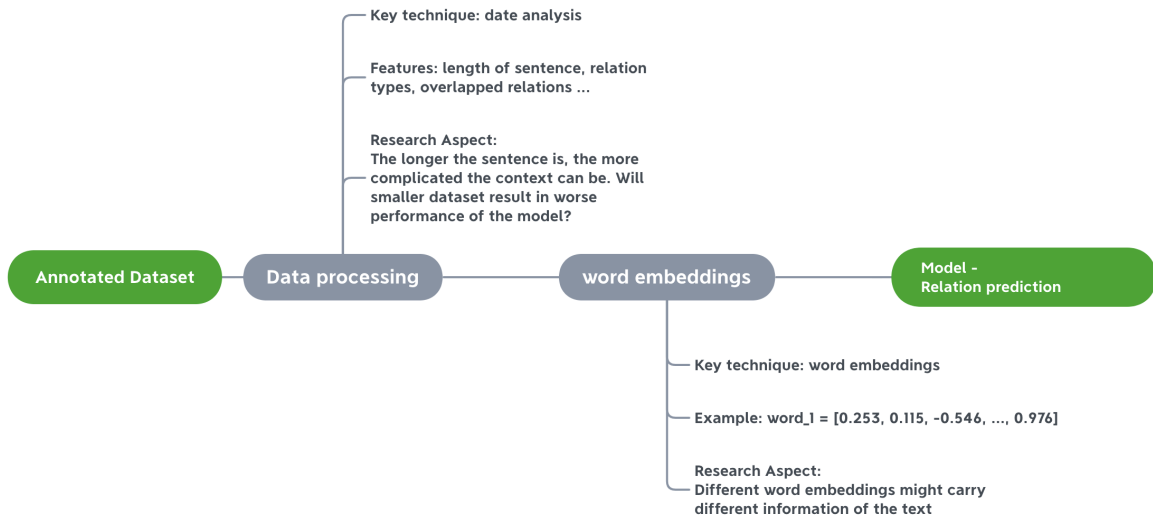 Key technique: date analysis
Features: length of sentence, relation
types, overlapped relations ...
Research Aspect:
The longer the sentence is, the more
complicated the context can be. Will
smaller dataset result in worse
performance of the model?
Annotated Dataset
Data processing
word embeddings
Model -
Relation prediction
Key technique: word embeddings
Example: word_1 = [0.253, 0.115, -0.546, ..., 0.976]
Research Aspect:
Different word embeddings might carry
different information of the text